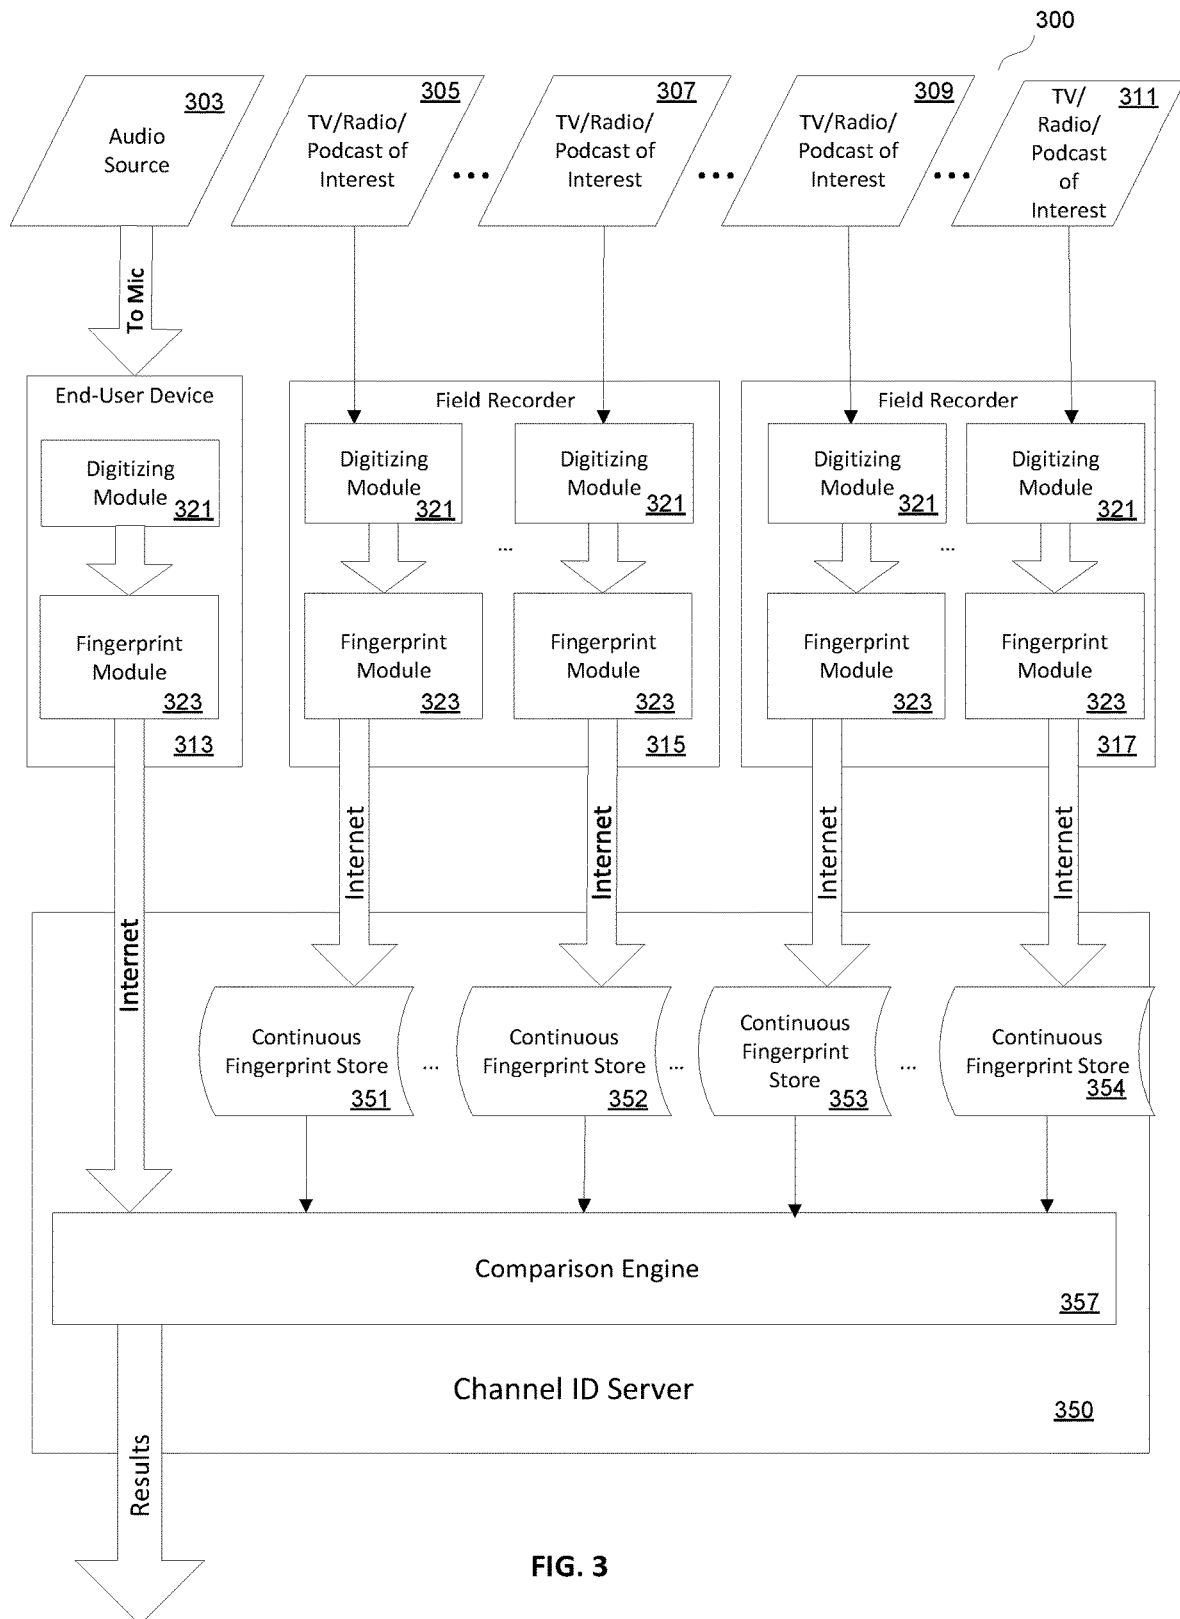 300
303
Audio
Source
305
TV/Radio/
Podcast of
Interest
...
307
TV/Radio/
Podcast of
Interest
...
309
TV/Radio/
Podcast of
Interest
...
TV/ 311
Radio/
Podcast
of
Interest
To Mic
End-User Device
Digitizing
Module
321
Fingerprint
Module
323
313
Field Recorder
Digitizing
Module
321
...
Digitizing
Module
321
Fingerprint
Module
323
Fingerprint
Module
323
315
Field Recorder
Digitizing
Module
321
...
Digitizing
Module
321
Fingerprint
Module
323
Fingerprint
Module
323
317
Internet
Internet
Internet
Internet
Internet
Continuous
Fingerprint Store
351
...
Continuous
Fingerprint Store
352
...
Continuous
Fingerprint
Store
353
...
Continuous
Fingerprint Store
354
Comparison Engine
357
Channel ID Server
350
Results
FIG. 3